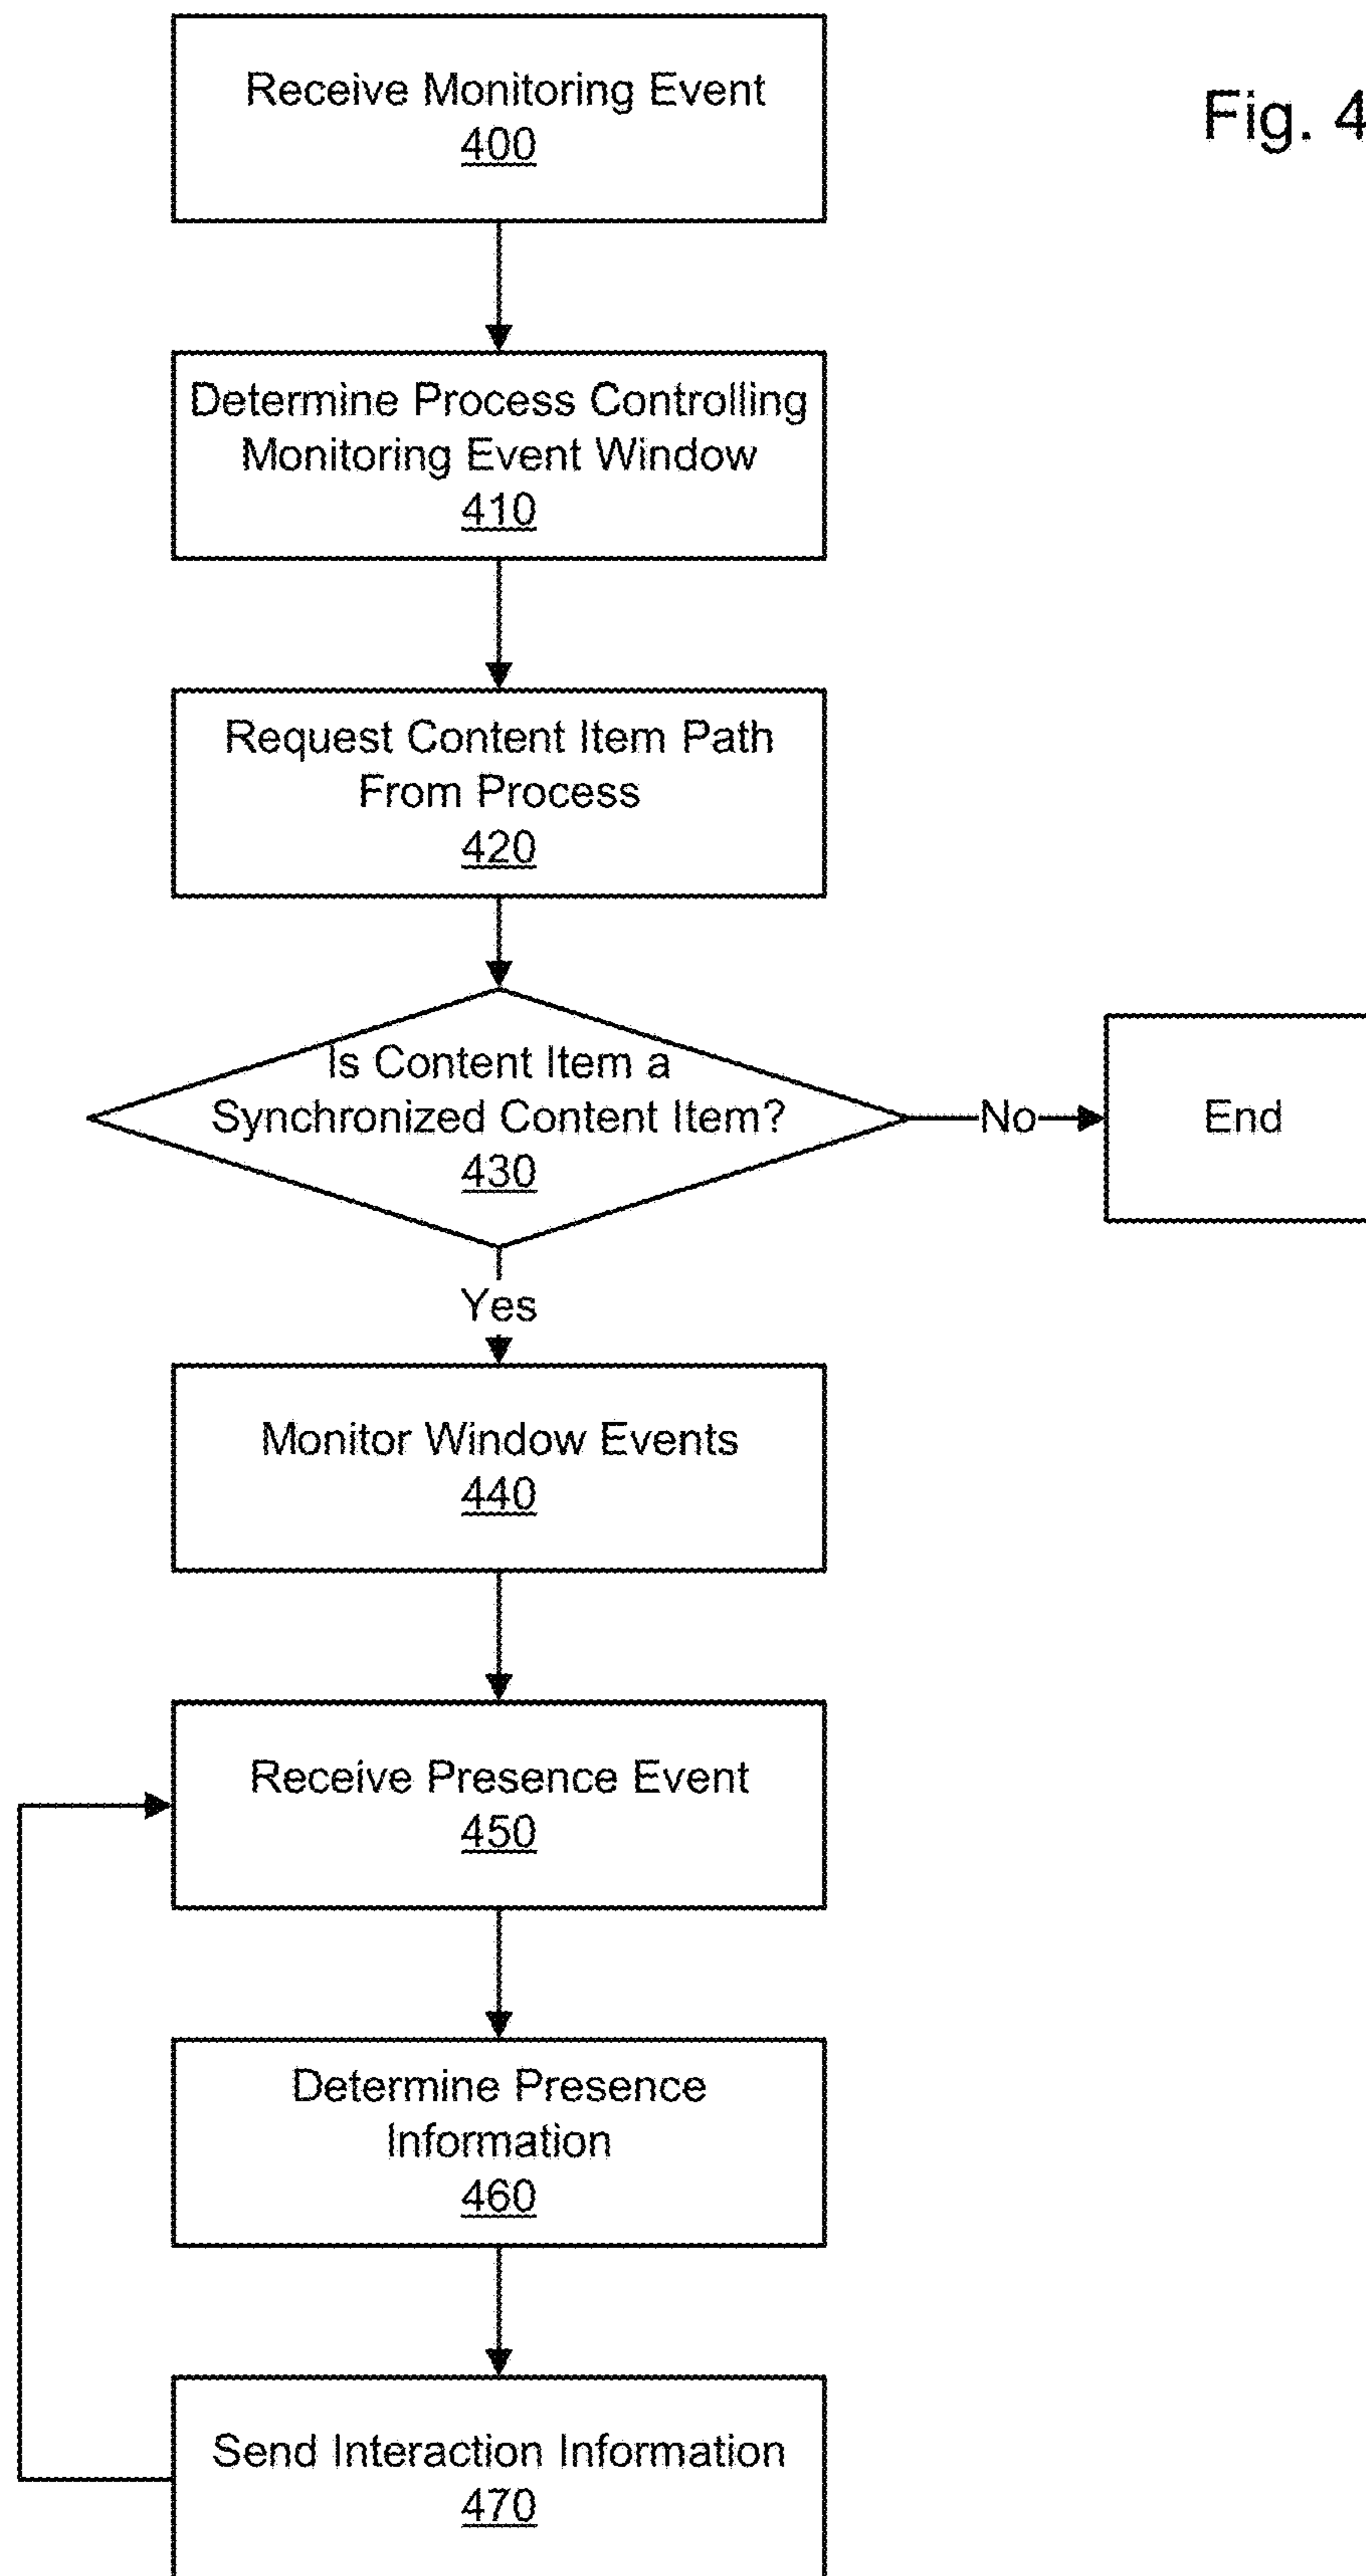 Receive Monitoring Event
400
Fig. 4
Determine Process Controlling
Monitoring Event Window
410
Request Content Item Path
From Process
420
Is Content Item a
Synchronized Content Item?
430
No
End
Yes
Monitor Window Events
440
Receive Presence Event
450
Determine Presence
Information
460
Send Interaction Information
470